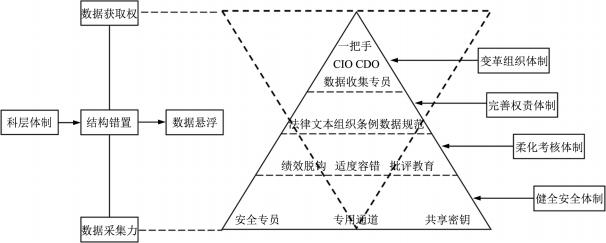 数据获取权
一把手
CIO CDO
变革组织体制
数据收集专员
完善权责体制
科层体制
结构错置
数据悬浮
法律文本组织条例数据规范
柔化考核体制
绩效脱钩 适度容错 批评教育
健全安全体制
安全专员 专用通道 共享密钥
数据采集力